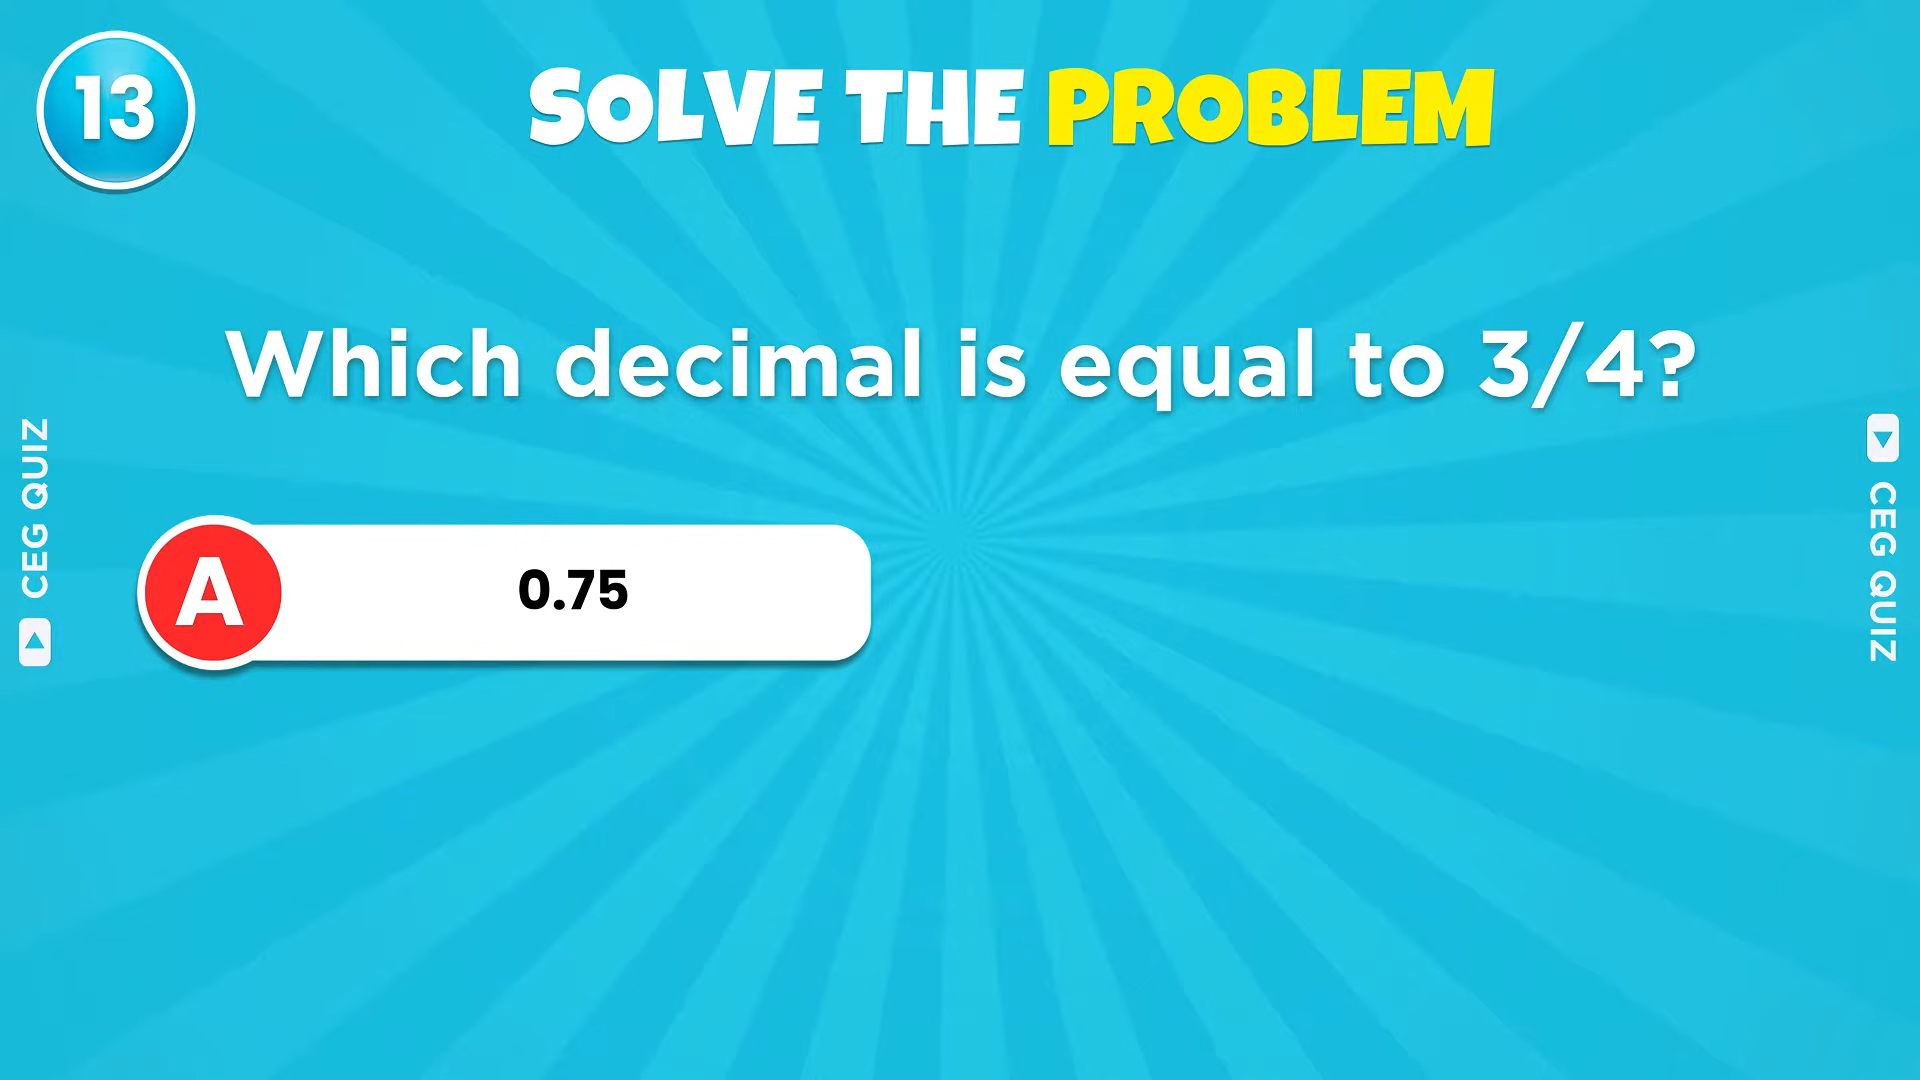 13
SOLVE THE PROBLEM
Which decimal is equal to 3/4?
CEG QUIZ
CEG QUIZ
A
0.75